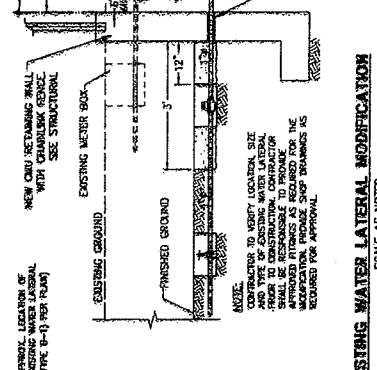 APPROX. LOCATION OF
EXISTING WATER LATERAL
(TYPE B-1) PER PLAN)
NEW CMU RETAINING WALL
WITH CHAINLINK FENCE
SEE STRUCTURAL
EXISTING METER BOX
EXISTING GROUND
FINISHED GROUND
3'
12"
NOTE:
CONTRACTOR TO VERIFY LOCATION, SIZE
AND TYPE OF EXISTING WATER LATERAL
PRIOR TO CONSTRUCTION. CONTRACTOR
SHALL BE RESPONSIBLE TO PROVIDE
APPROVED FITTINGS AS REQUIRED FOR THE
MODIFICATION. PROVIDE SHOP DRAWINGS AS
REQUIRED FOR APPROVAL.
STING WATER LATERAL MODIFICATION